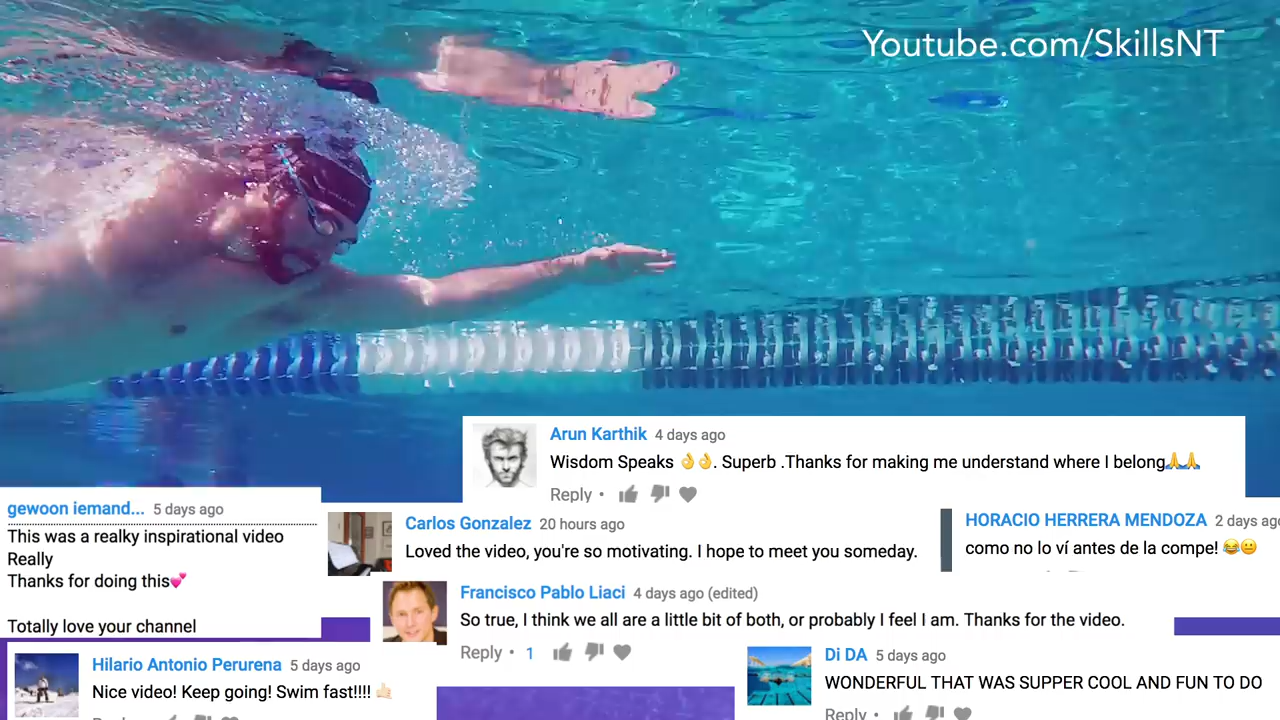 Youtube.com/SkillsNT
Arun Karthik 4 days ago
Wisdom Speaks 👌👌. Superb .Thanks for making me understand where I belong🙏🙏
Reply •
gewoon iemand... 5 days ago
This was a realky inspirational video
Really
Thanks for doing this💕
Totally love your channel
Carlos Gonzalez 20 hours ago
Loved the video, you're so motivating. I hope to meet you someday.
HORACIO HERRERA MENDOZA 2 days ago
como no lo ví antes de la compe! 😂😐
Francisco Pablo Liaci 4 days ago (edited)
So true, I think we all are a little bit of both, or probably I feel I am. Thanks for the video.
Reply • 1
Hilario Antonio Perurena 5 days ago
Nice video! Keep going! Swim fast!!!! 🤙🏻
Reply
Di DA 5 days ago
WONDERFUL THAT WAS SUPPER COOL AND FUN TO DO
Reply •